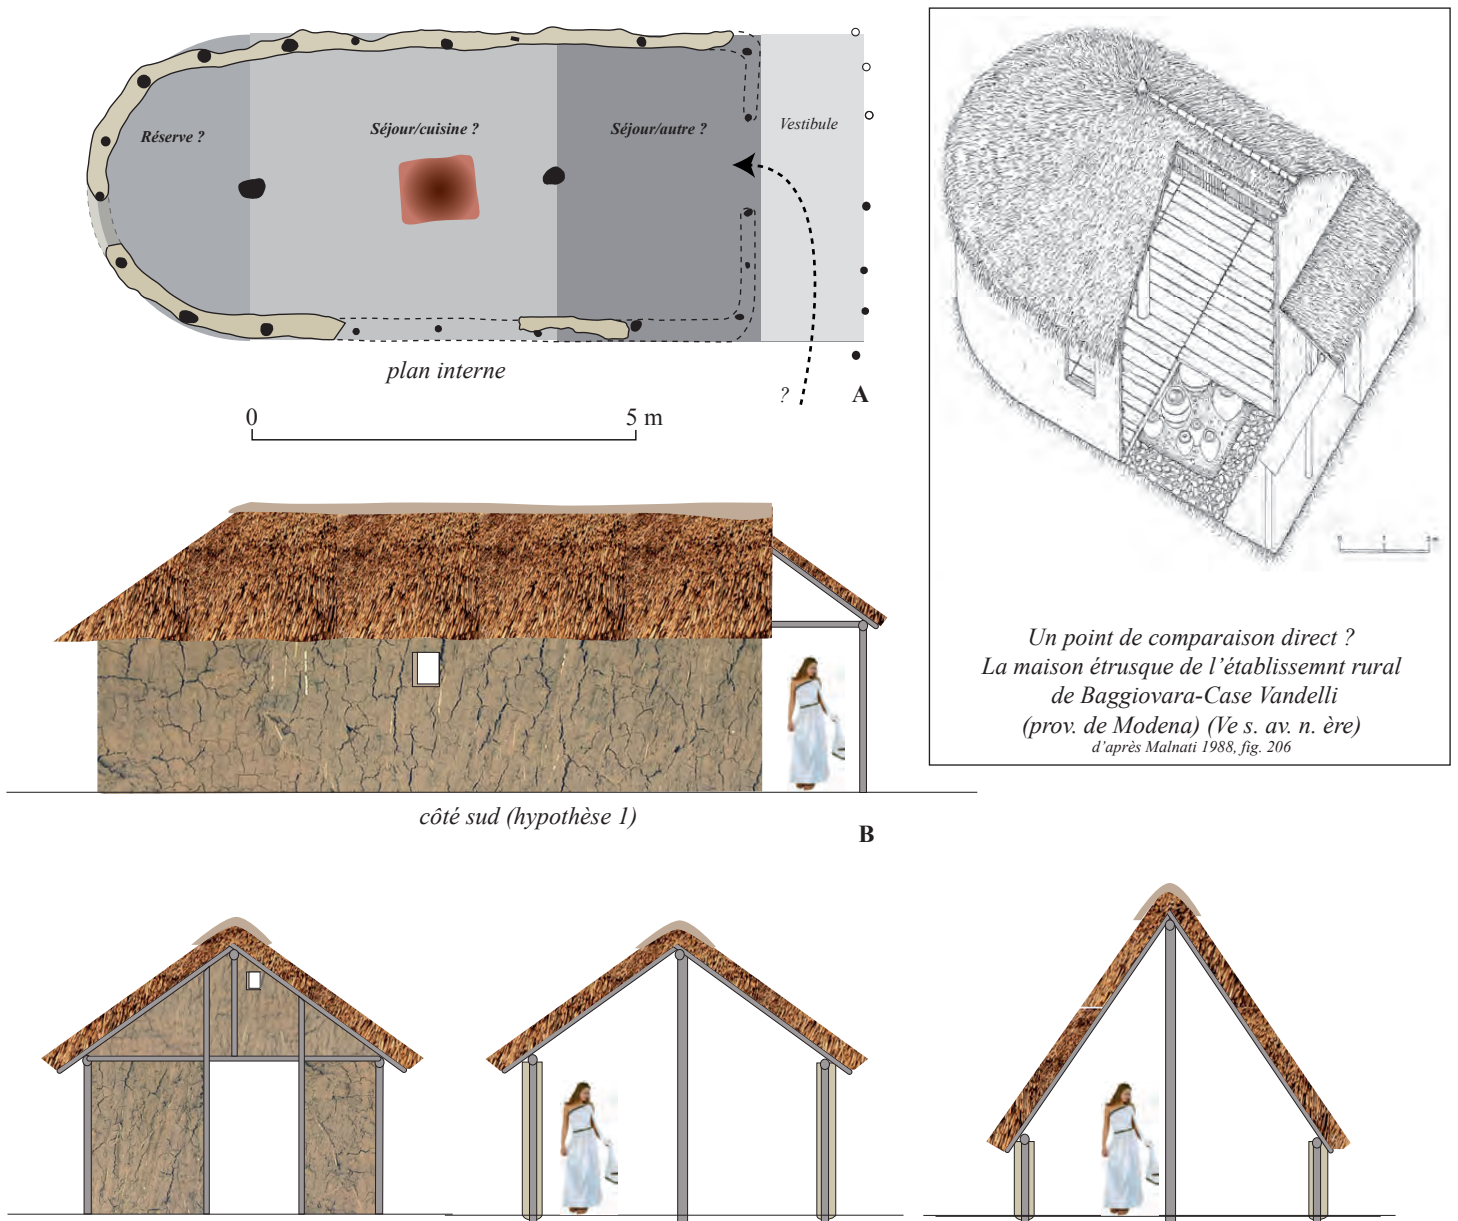 Réserve ?
Séjour/cuisine ?
Séjour/autre ?
Vestibule
plan interne
?
A
0
5 m
côté sud (hypothèse 1)
B
Un point de comparaison direct ?
La maison étrusque de l'établissemnt rural
de Baggiovara-Case Vandelli
(prov. de Modena) (Ve s. av. n. ère)
d'après Malnati 1988, fig. 206